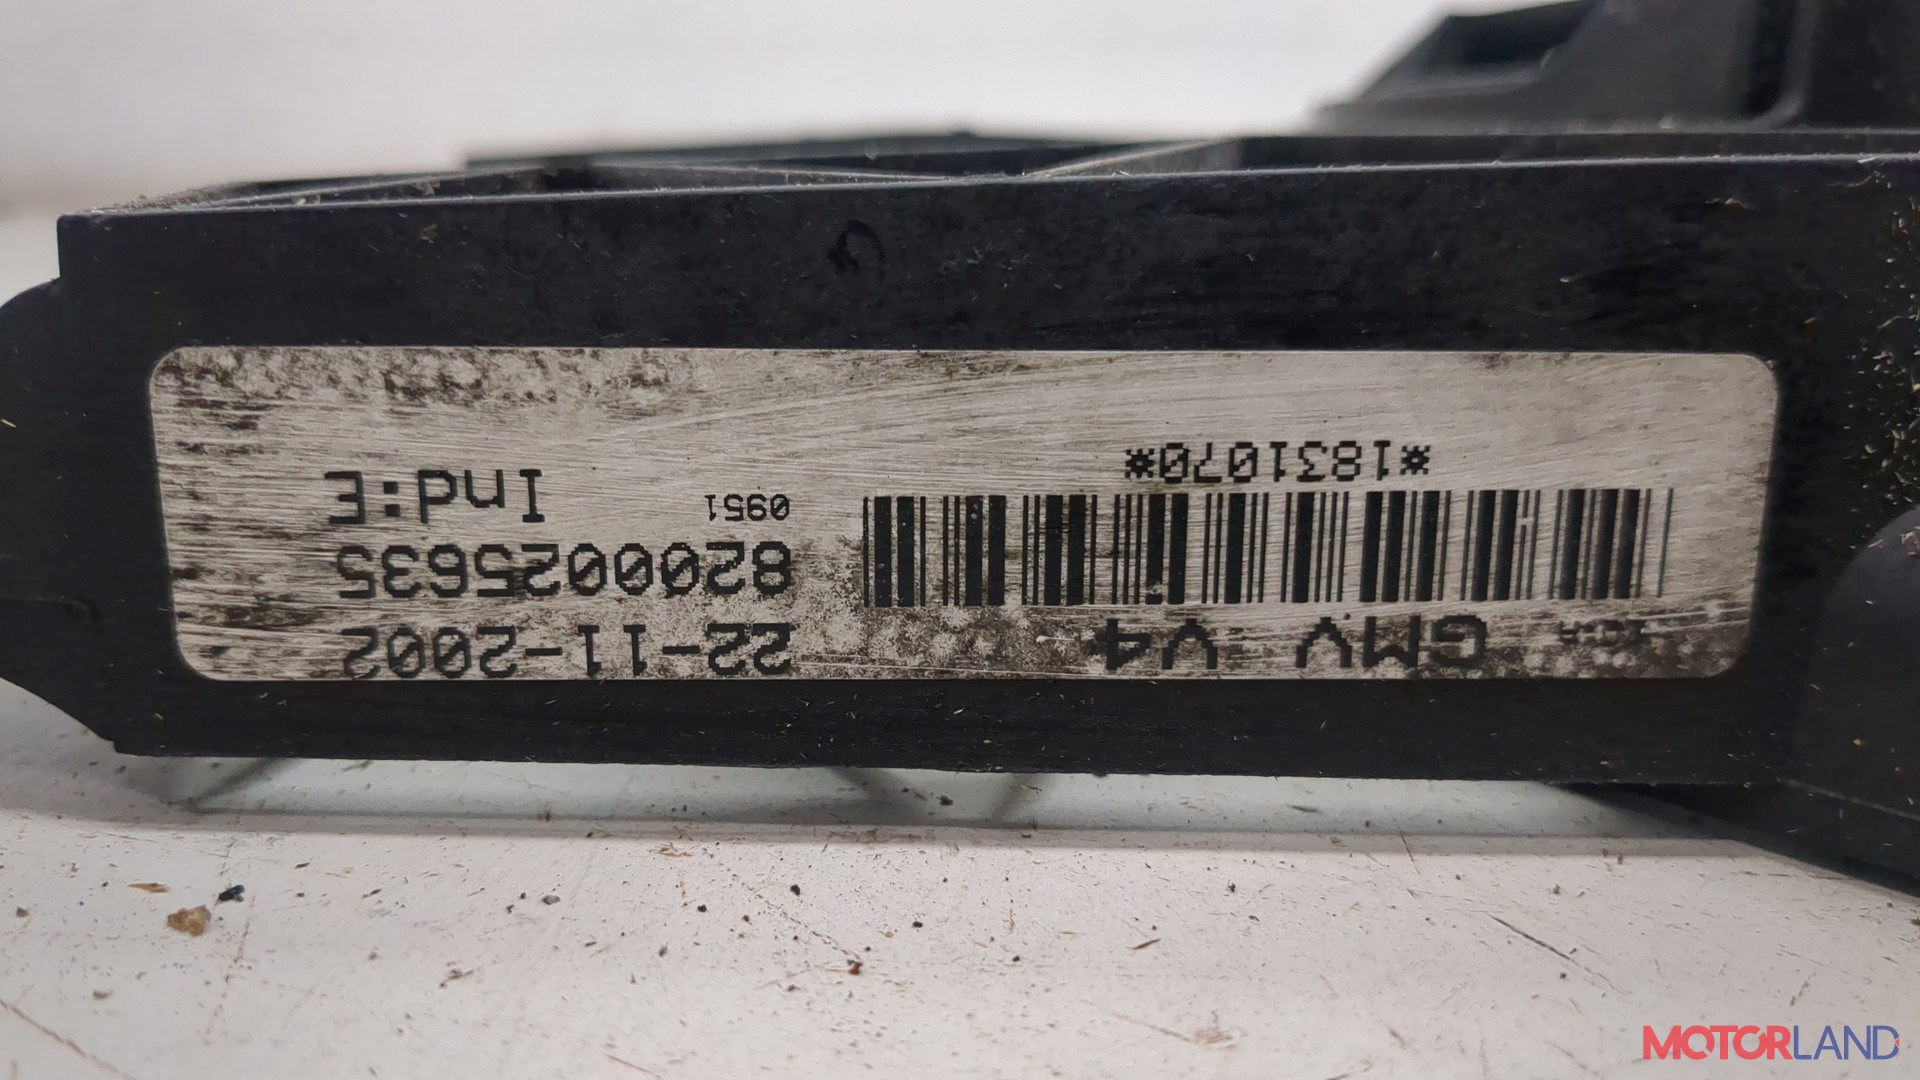 GMV V4 22-11-2002
8200025635
0951 Ind:E
*1831070*
MOTORLAND